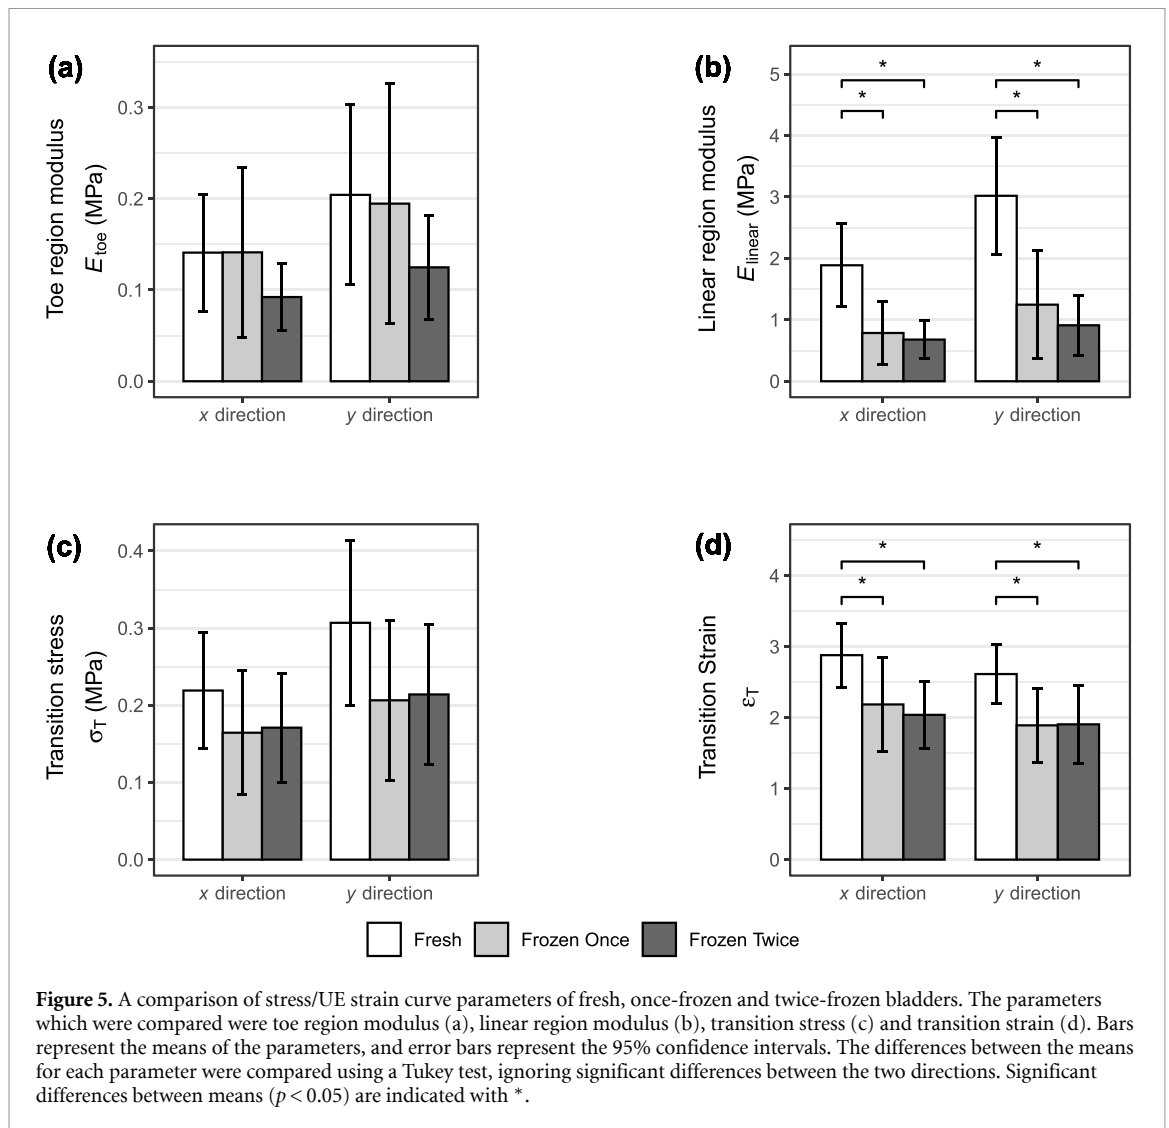 (a)
Toe region modulus
E toe (MPa)
0.3
0.2
0.1
0.0
x direction
y direction
(b)
Linear region modulus
E linear (MPa)
5
4
3
2
1
0
*
*
*
*
x direction
y direction
(c)
Transition stress
σT (MPa)
0.4
0.3
0.2
0.1
0.0
x direction
y direction
(d)
Transition Strain
εT
4
3
2
1
0
*
*
*
*
x direction
y direction
Fresh
Frozen Once
Frozen Twice
Figure 5. A comparison of stress/UE strain curve parameters of fresh, once-frozen and twice-frozen bladders. The parameters
which were compared were toe region modulus (a), linear region modulus (b), transition stress (c) and transition strain (d). Bars
represent the means of the parameters, and error bars represent the 95% confidence intervals. The differences between the means
for each parameter were compared using a Tukey test, ignoring significant differences between the two directions. Significant
differences between means (p < 0.05) are indicated with *.